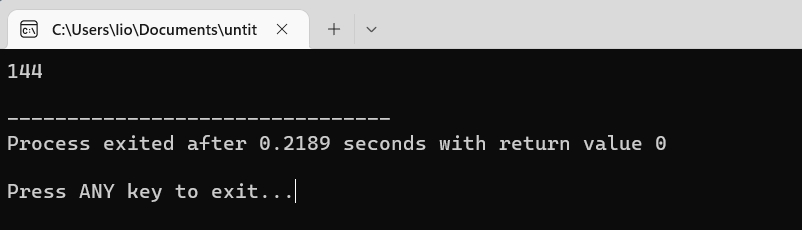 C:\Users\lio\Documents\untit
144
--------------------------------
Process exited after 0.2189 seconds with return value 0
Press ANY key to exit...